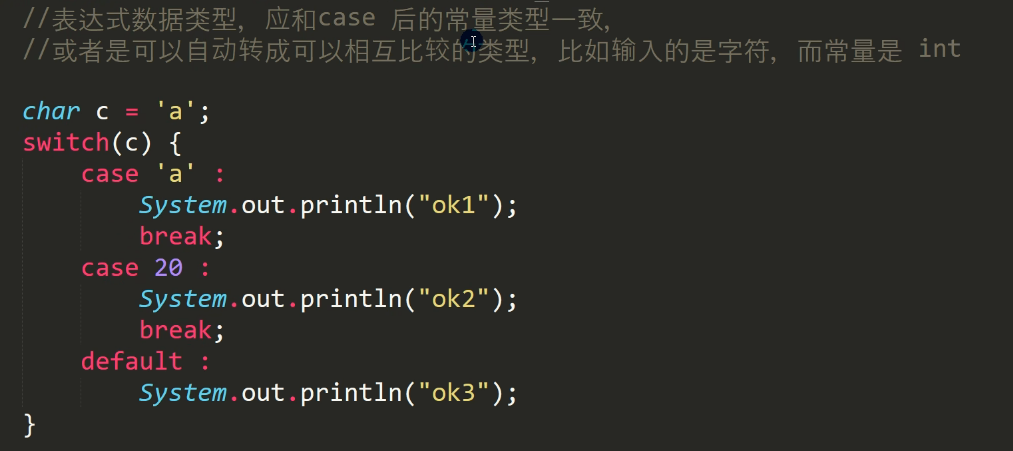 //表达式数据类型，应和case 后的常量类型一致，
//或者是可以自动转成可以相互比较的类型，比如输入的是字符，而常量是 int
char c = 'a';
switch(c) {
case 'a' :
System.out.println("ok1");
break;
case 20 :
System.out.println("ok2");
break;
default :
System.out.println("ok3");
}